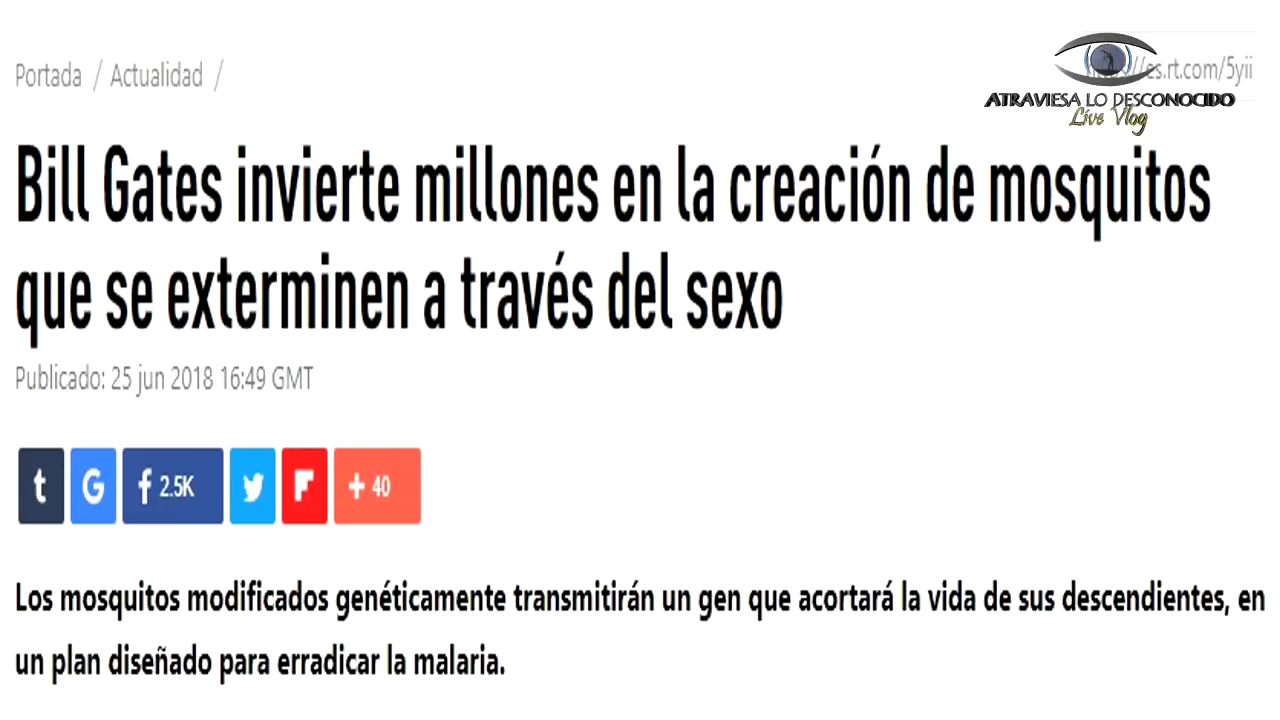 Portada / Actualidad /
es.rt.com/5yii
ATRAVIESA LO DESCONOCIDO
Live Vlog
Bill Gates invierte millones en la creación de mosquitos
que se exterminen a través del sexo
Publicado: 25 jun 2018 16:49 GMT
t G f 2.5K + 40
Los mosquitos modificados genéticamente transmitirán un gen que acortará la vida de sus descendientes, en
un plan diseñado para erradicar la malaria.